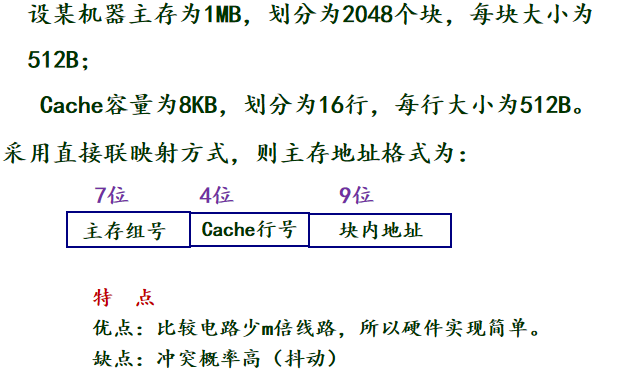 设某机器主存为1MB，划分为2048个块，每块大小为
512B；
Cache容量为8KB，划分为16行，每行大小为512B。
采用直接联映射方式，则主存地址格式为：
7位 4位 9位
主存组号 Cache行号 块内地址
特 点
优点：比较电路少m倍线路，所以硬件实现简单。
缺点：冲突概率高（抖动）